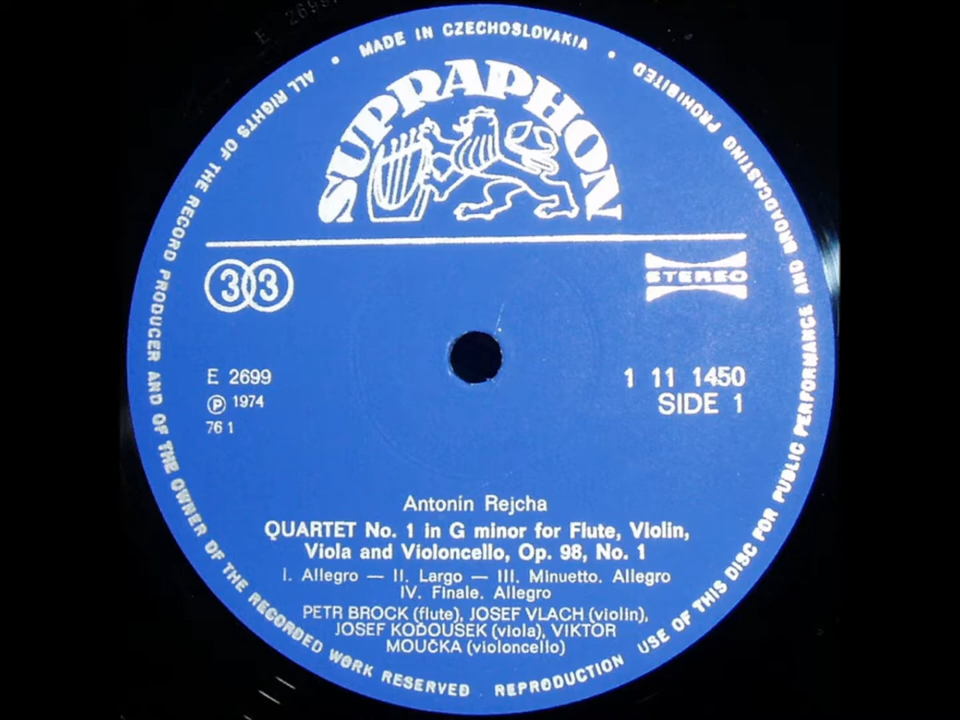 E 2699
• MADE IN CZECHOSLOVAKIA •
SUPRAPHON
33
STEREO
E 2699
Ⓟ 1974
76 1
1 11 1450
SIDE 1
Antonín Rejcha
QUARTET No. 1 in G minor for Flute, Violin,
Viola and Violoncello, Op. 98, No. 1
I. Allegro — II. Largo — III. Minuetto. Allegro
IV. Finale. Allegro
PETR BROCK (flute), JOSEF VLACH (violin),
JOSEF KOĎOUSEK (viola), VIKTOR
MOUČKA (violoncello)
ALL RIGHTS OF THE RECORD PRODUCER AND OF THE OWNER OF THE RECORDED WORK RESERVED REPRODUCTION USE OF THIS DISC FOR PUBLIC PERFORMANCE AND BROADCASTING PROHIBITED